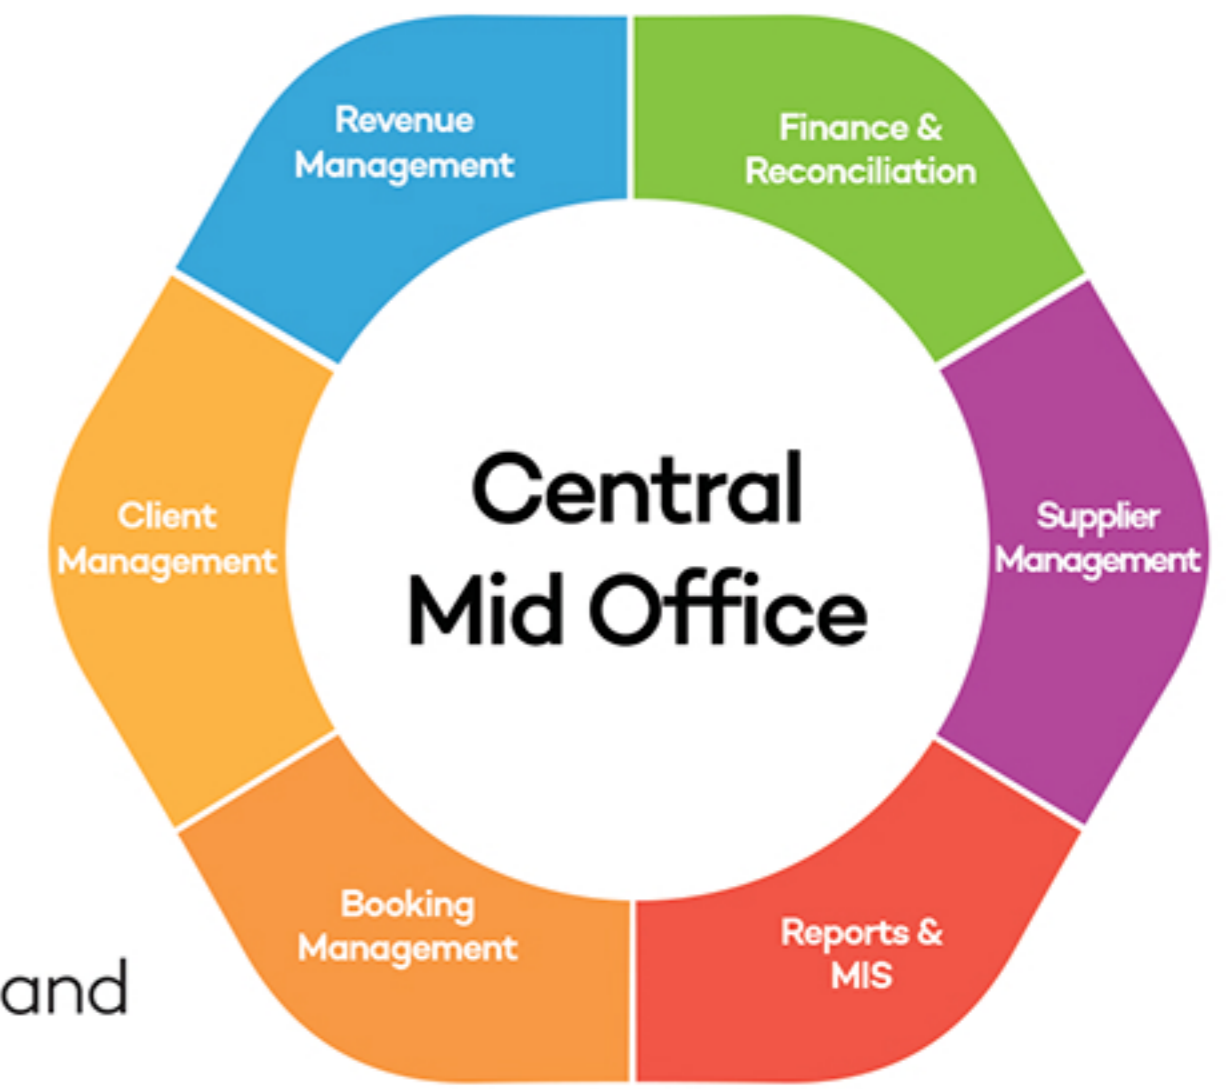 Revenue
Management
Finance &
Reconciliation
Client
Management
Central
Mid Office
Supplier
Management
Booking
Management
Reports &
MIS
and